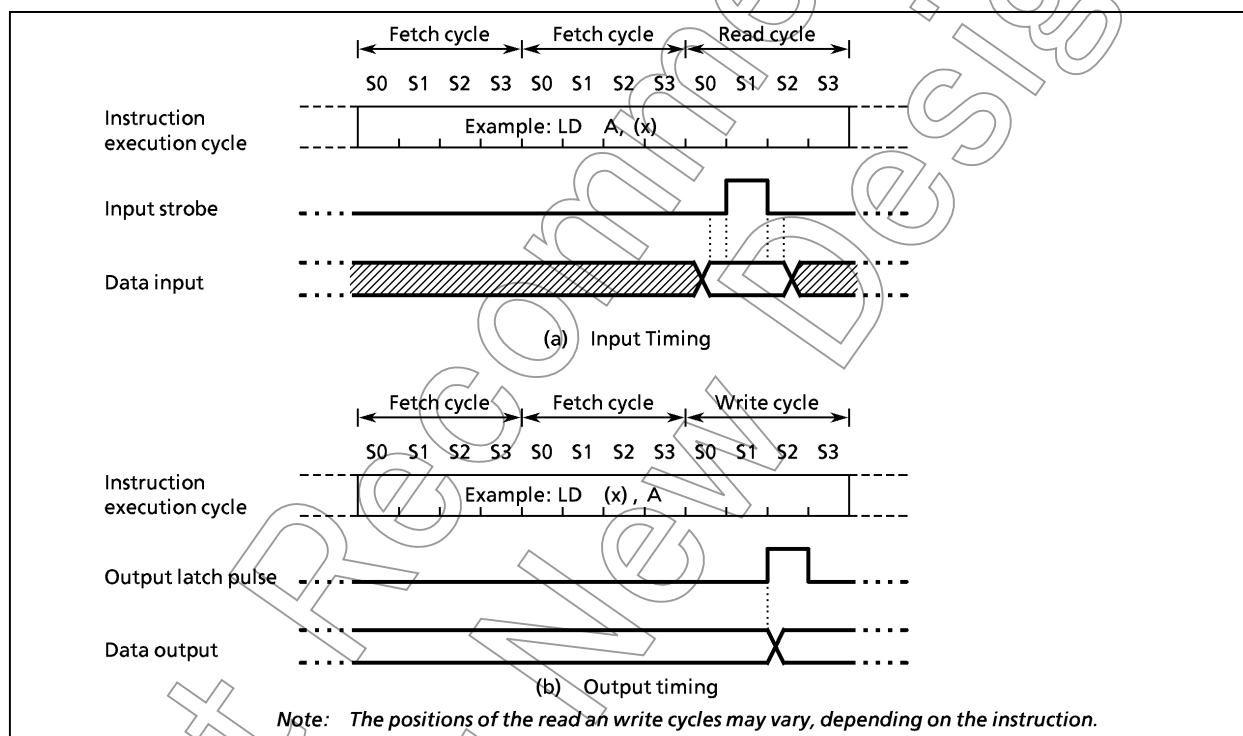 Fetch cycle Fetch cycle Read cycle
S0 S1 S2 S3 S0 S1 S2 S3 S0 S1 S2 S3
Instruction
execution cycle
Example: LD A, (x)
Input strobe
Data input
(a) Input Timing
Fetch cycle Fetch cycle Write cycle
S0 S1 S2 S3 S0 S1 S2 S3 S0 S1 S2 S3
Instruction
execution cycle
Example: LD (x) , A
Output latch pulse
Data output
(b) Output timing
Note: The positions of the read an write cycles may vary, depending on the instruction.
t Recomme
New Desig